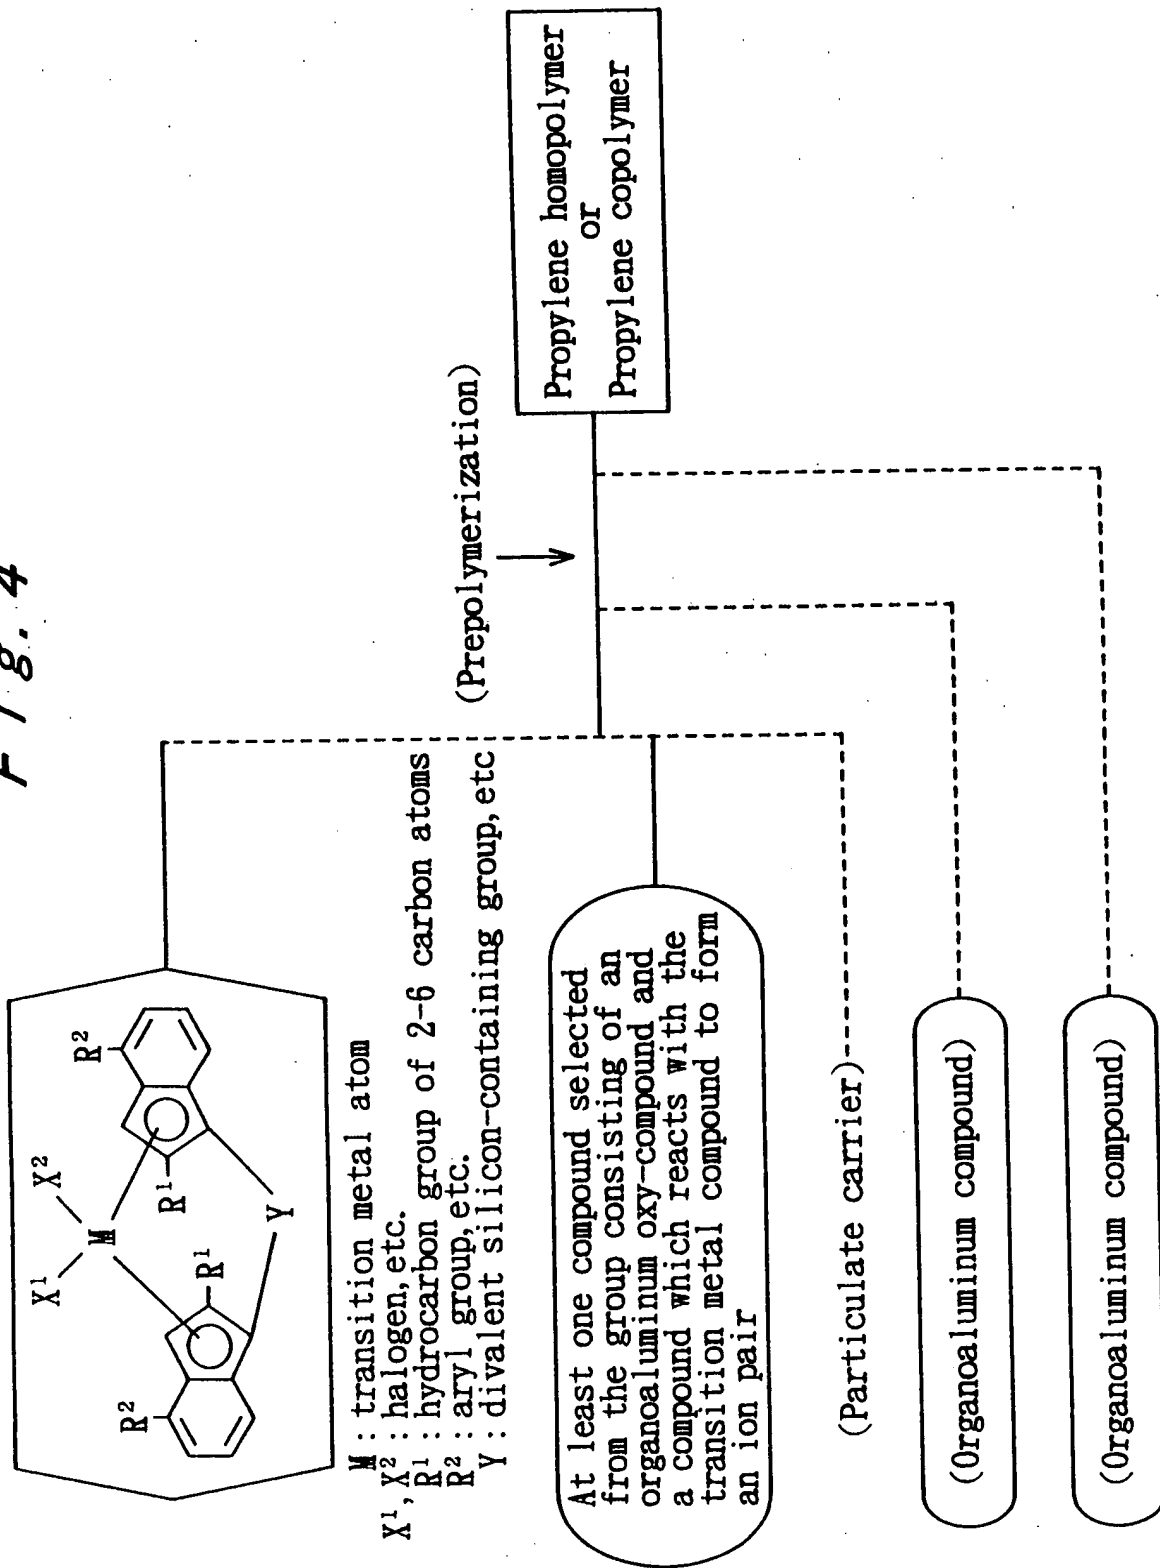 Fig. 4
X¹
X²
M
R²
R¹
R¹
R²
Y
M : transition metal atom
X¹, X² : halogen, etc.
R¹ : hydrocarbon group of 2-6 carbon atoms
R² : aryl group, etc.
Y : divalent silicon-containing group, etc
At least one compound selected
from the group consisting of an
organoaluminum oxy-compound and
a compound which reacts with the
transition metal compound to form
an ion pair
(Particulate carrier)
(Organoaluminum compound)
(Organoaluminum compound)
(Prepolymerization)
Propylene homopolymer
or
Propylene copolymer